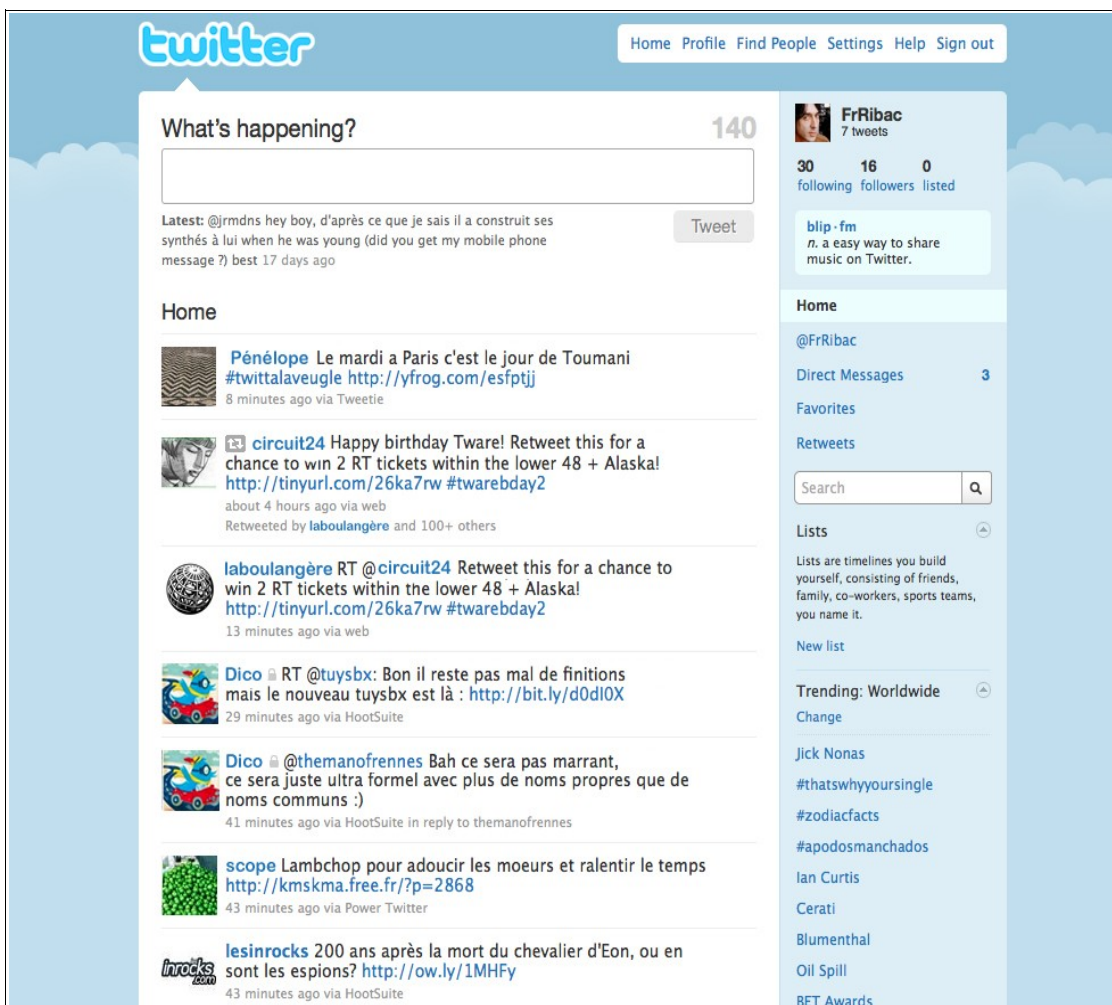 twitter
Home Profile Find People Settings Help Sign out
What's happening?
140
Latest: @jrmdns hey boy, d'après ce que je sais il a construit ses
synthés à lui when he was young (did you get my mobile phone
message ?) best 17 days ago
Tweet
Home
Pénélope Le mardi a Paris c'est le jour de Toumani
#twittalaveugle http://yfrog.com/esfptjj
8 minutes ago via Tweetie
circuit24 Happy birthday Tware! Retweet this for a
chance to win 2 RT tickets within the lower 48 + Alaska!
http://tinyurl.com/26ka7rw #twarebday2
about 4 hours ago via web
Retweeted by laboulangère and 100+ others
laboulangère RT @circuit24 Retweet this for a chance to
win 2 RT tickets within the lower 48 + Alaska!
http://tinyurl.com/26ka7rw #twarebday2
13 minutes ago via web
Dico RT @tuysbx: Bon il reste pas mal de finitions
mais le nouveau tuysbx est là : http://bit.ly/d0dI0X
29 minutes ago via HootSuite
Dico @themanofrennes Bah ce sera pas marrant,
ce sera juste ultra formel avec plus de noms propres que de
noms communs :)
41 minutes ago via HootSuite in reply to themanofrennes
scope Lambchop pour adoucir les moeurs et ralentir le temps
http://kmskma.free.fr/?p=2868
43 minutes ago via Power Twitter
inrocks
.com
lesinrocks 200 ans après la mort du chevalier d'Eon, ou en
sont les espions? http://ow.ly/1MHFy
43 minutes ago via HootSuite
FrRibac
7 tweets
30 16 0
following followers listed
blip·fm
n. a easy way to share
music on Twitter.
Home
@FrRibac
Direct Messages 3
Favorites
Retweets
Search
Lists
Lists are timelines you build
yourself, consisting of friends,
family, co-workers, sports teams,
you name it.
New list
Trending: Worldwide
Change
Jick Nonas
#thatswhyyoursingle
#zodiacfacts
#apodosmanchados
Ian Curtis
Cerati
Blumenthal
Oil Spill
BET Awards